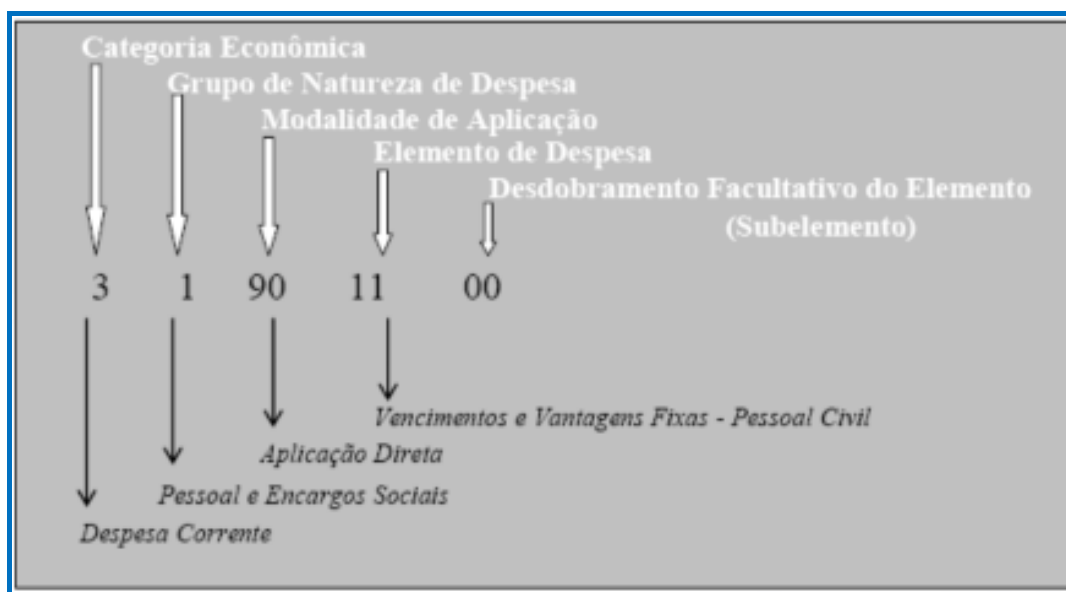 Categoria Econômica
Grupo de Natureza de Despesa
Modalidade de Aplicação
Elemento de Despesa
Desdobramento Facultativo do Elemento
(Subelemento)
3 1 90 11 00
Vencimentos e Vantagens Fixas - Pessoal Civil
Aplicação Direta
Pessoal e Encargos Sociais
Despesa Corrente